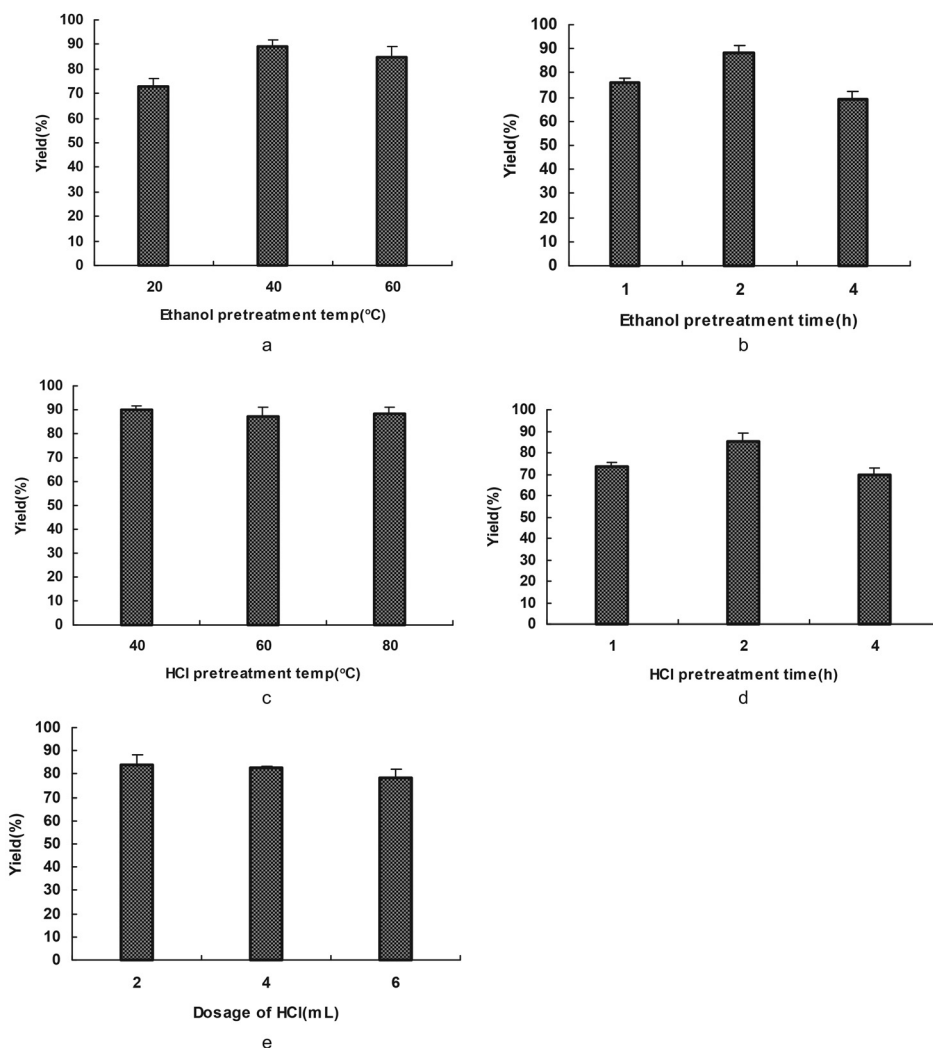 100
90
80
70
60
50
40
30
20
10
0
Yield(%)
20 40 60
Ethanol pretreatment temp(ºC)
a
100
90
80
70
60
50
40
30
20
10
0
Yield(%)
1 2 4
Ethanol pretreatment time(h)
b
100
90
80
70
60
50
40
30
20
10
0
Yield(%)
40 60 80
HCl pretreatment temp(ºC)
c
100
90
80
70
60
50
40
30
20
10
0
Yield(%)
1 2 4
HCl pretreatment time(h)
d
100
90
80
70
60
50
40
30
20
10
0
Yield(%)
2 4 6
Dosage of HCl(mL)
e